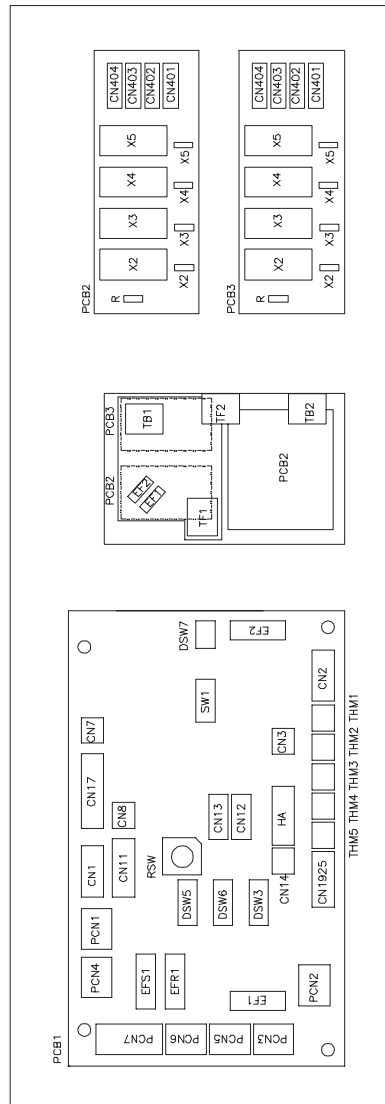 PCB2
R
X2
X3
X4
X5
X2
X3
X4
X5
CN404
CN403
CN402
CN401
PCB3
R
X2
X3
X4
X5
X2
X3
X4
X5
CN404
CN403
CN402
CN401
PCB2
PCB3
EF2
EF1
TB1
TF1
TF2
TB2
PCB2
PCB1
PCN4
PCN1
CN1
CN17
CN7
CN11
CN8
EFS1
EFR1
RSW
DSW5
DSW6
DSW3
CN13
CN12
SW1
DSW7
EF2
PCN7
PCN6
PCN5
PCN3
EF1
PCN2
CN14
HA
CN3
CN1925
CN2
THM5 THM4 THM3 THM2 THM1